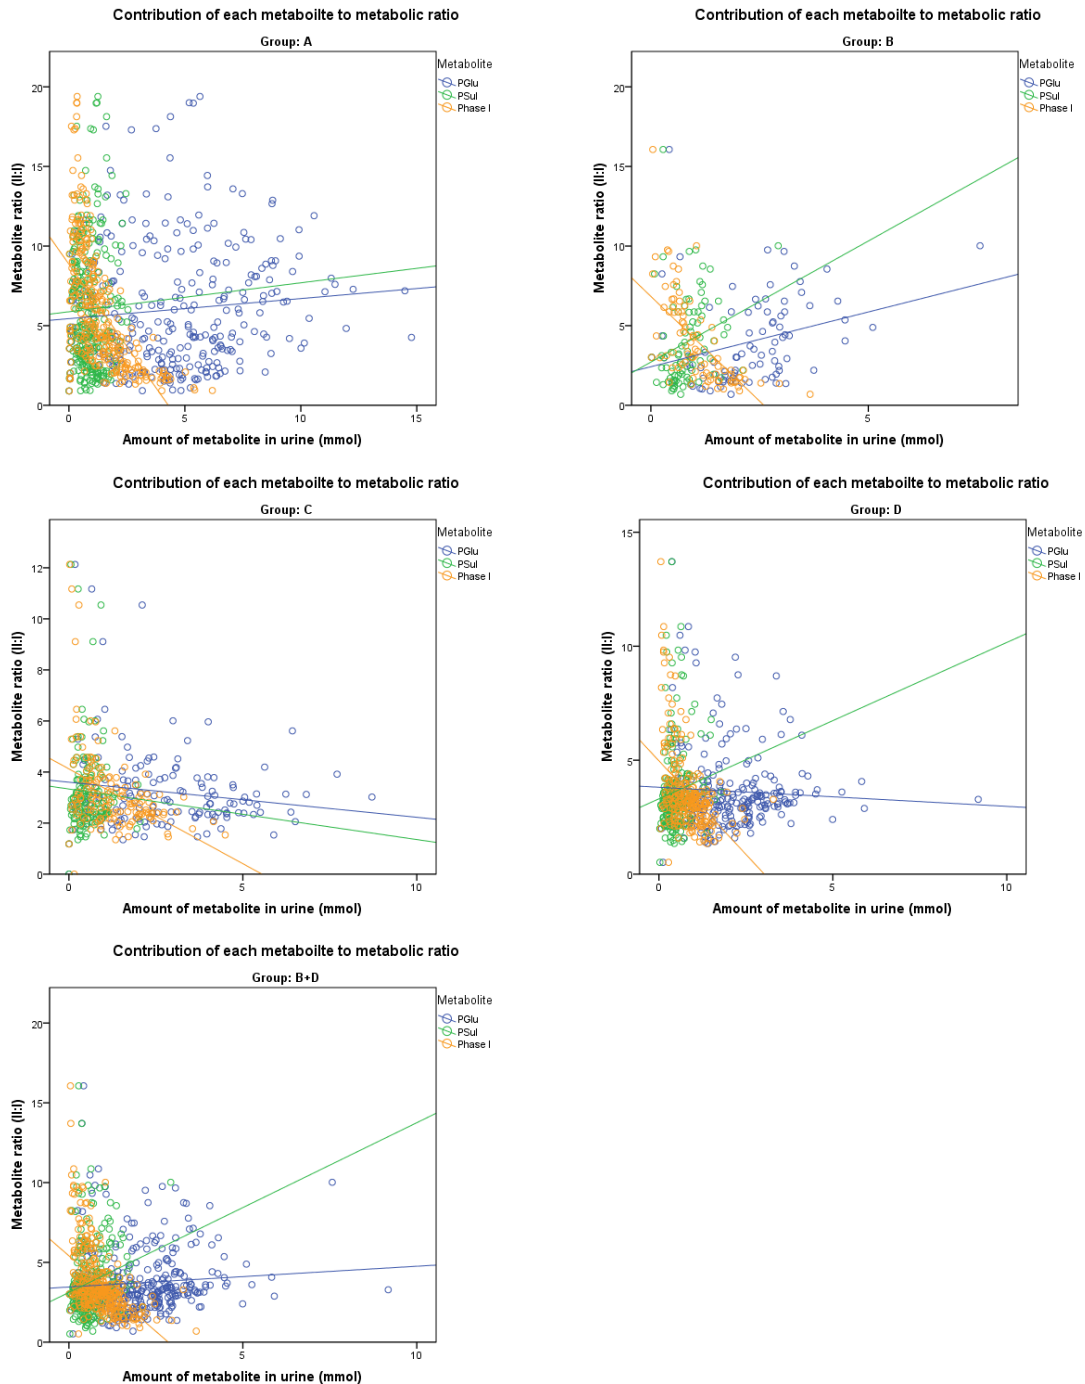 Contribution of each metaboilte to metabolic ratio
Group: A
Metabolite
PGlu
PSul
Phase I
Metabolite ratio (II:I)
20
15
10
5
0
0 5 10 15
Amount of metabolite in urine (mmol)
Contribution of each metaboilte to metabolic ratio
Group: B
Metabolite
PGlu
PSul
Phase I
Metabolite ratio (II:I)
20
15
10
5
0
0 5
Amount of metabolite in urine (mmol)
Contribution of each metaboilte to metabolic ratio
Group: C
Metabolite
PGlu
PSul
Phase I
Metabolite ratio (II:I)
12
10
8
6
4
2
0
0 5 10
Amount of metabolite in urine (mmol)
Contribution of each metaboilte to metabolic ratio
Group: D
Metabolite
PGlu
PSul
Phase I
Metabolite ratio (II:I)
15
10
5
0
0 5 10
Amount of metabolite in urine (mmol)
Contribution of each metaboilte to metabolic ratio
Group: B+D
Metabolite
PGlu
PSul
Phase I
Metabolite ratio (II:I)
20
15
10
5
0
0 5 10
Amount of metabolite in urine (mmol)